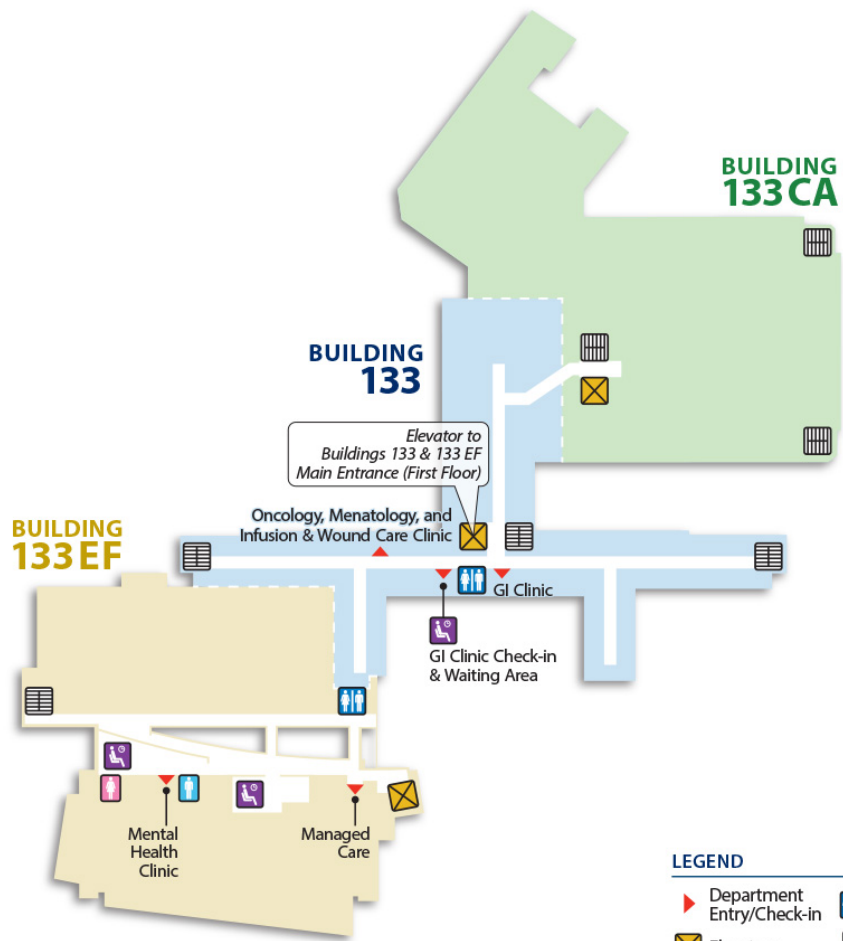 BUILDING
133 CA
BUILDING
133
Elevator to
Buildings 133 & 133 EF
Main Entrance (First Floor)
Oncology, Menatology, and
Infusion & Wound Care Clinic
BUILDING
133 EF
GI Clinic
GI Clinic Check-in
& Waiting Area
Mental
Health
Clinic
Managed
Care
LEGEND
Department
Entry/Check-in